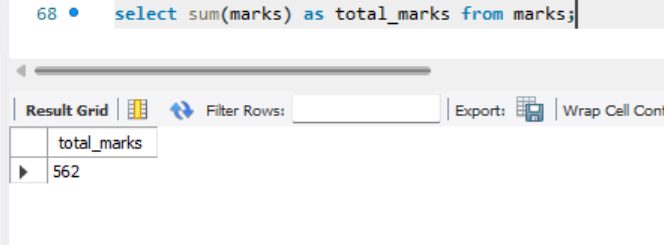 68 select sum(marks) as total_marks from marks;
Result Grid Filter Rows: Export: Wrap Cell Cont
total_marks
562